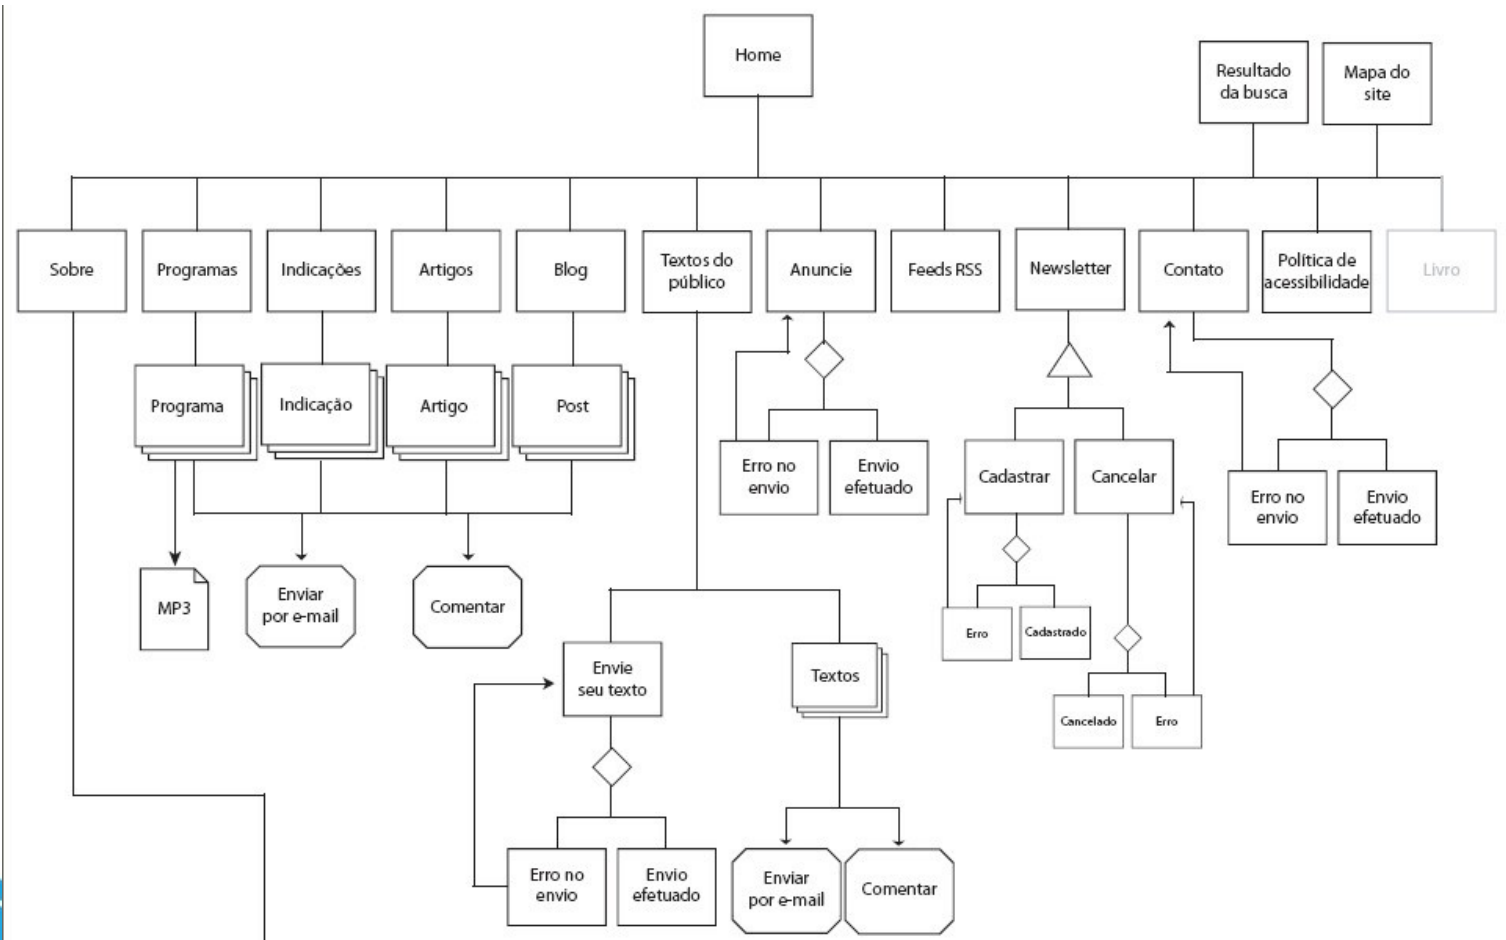 Home
Resultado
da busca
Mapa do
site
Sobre
Programas
Indicações
Artigos
Blog
Textos do
público
Anuncie
Feeds RSS
Newsletter
Contato
Política de
acessibilidade
Livro
Programa
Indicação
Artigo
Post
Erro no
envio
Envio
efetuado
Cadastrar
Cancelar
Erro no
envio
Envio
efetuado
MP3
Enviar
por e-mail
Comentar
Erro
Cadastrado
Envie
seu texto
Textos
Cancelado
Erro
Erro no
envio
Envio
efetuado
Enviar
por e-mail
Comentar